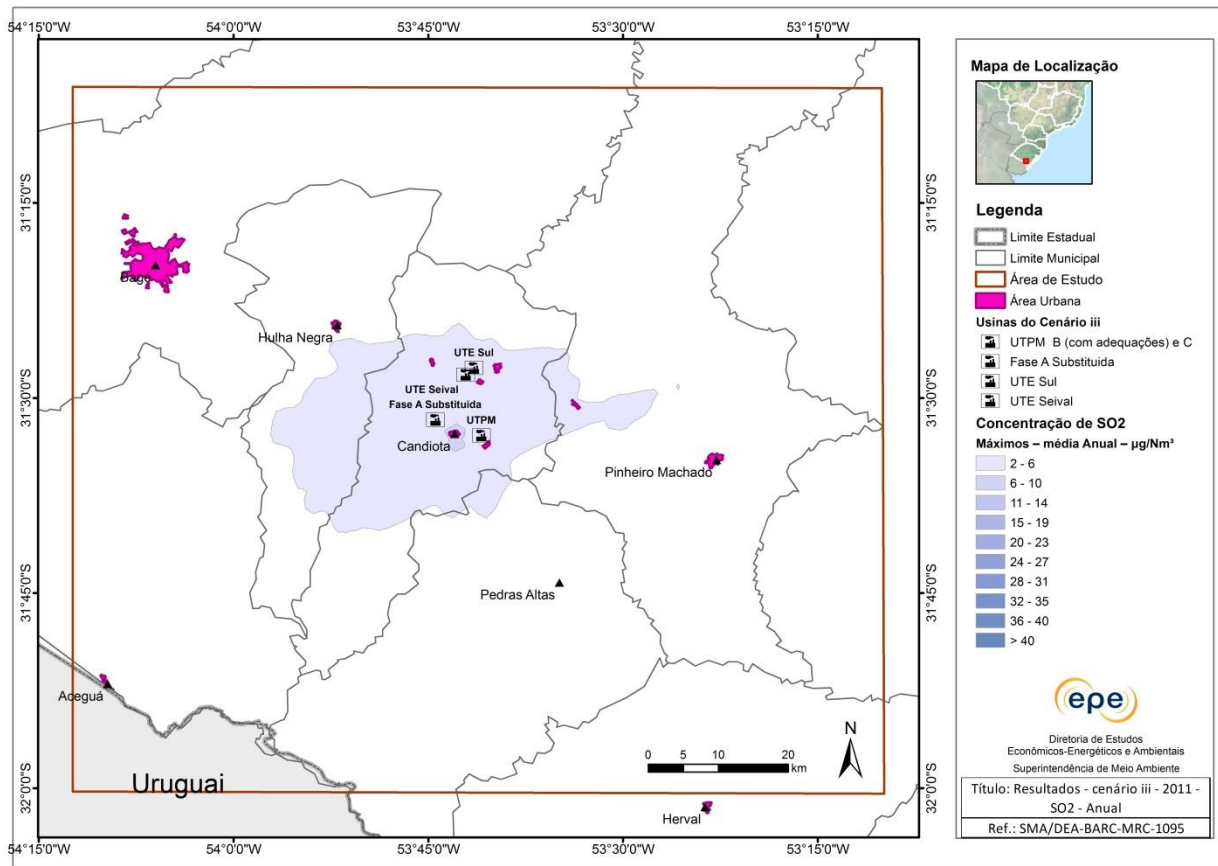 54°15'0"W
54°0'0"W
53°45'0"W
53°30'0"W
53°15'0"W
31°15'0"S
31°15'0"S
31°30'0"S
31°30'0"S
31°45'0"S
31°45'0"S
32°0'0"S
32°0'0"S
Bagé
Hulha Negra
UTE Sul
UTE Seival
Fase A Substituida
UTPM
Candiota
Pinheiro Machado
Pedras Altas
Aceguá
Uruguai
Herval
0 5 10 20
km
N
54°15'0"W
54°0'0"W
53°45'0"W
53°30'0"W
53°15'0"W
Mapa de Localização
Legenda
Limite Estadual
Limite Municipal
Área de Estudo
Área Urbana
Usinas do Cenário iii
UTPM B (com adequações) e C
Fase A Substituida
UTE Sul
UTE Seival
Concentração de SO2
Máximos – média Anual – µg/Nm³
2 - 6
6 - 10
11 - 14
15 - 19
20 - 23
24 - 27
28 - 31
32 - 35
36 - 40
> 40
epe
Diretoria de Estudos
Econômicos-Energéticos e Ambientais
Superintendência de Meio Ambiente
Título: Resultados - cenário iii - 2011 -
SO2 - Anual
Ref.: SMA/DEA-BARC-MRC-1095